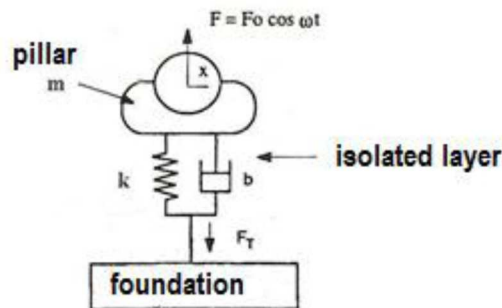 F = Fo cos ωt
pillar
m
x
isolated layer
k
b
F_T
foundation